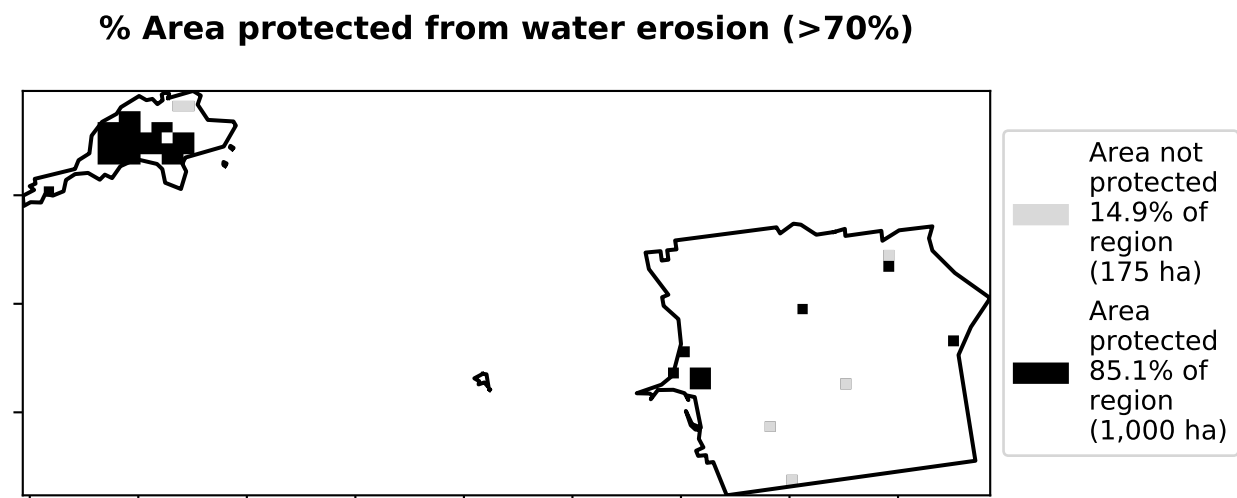 % Area protected from water erosion (>70%)
Area not
protected
14.9% of
region
(175 ha)
Area
protected
85.1% of
region
(1,000 ha)